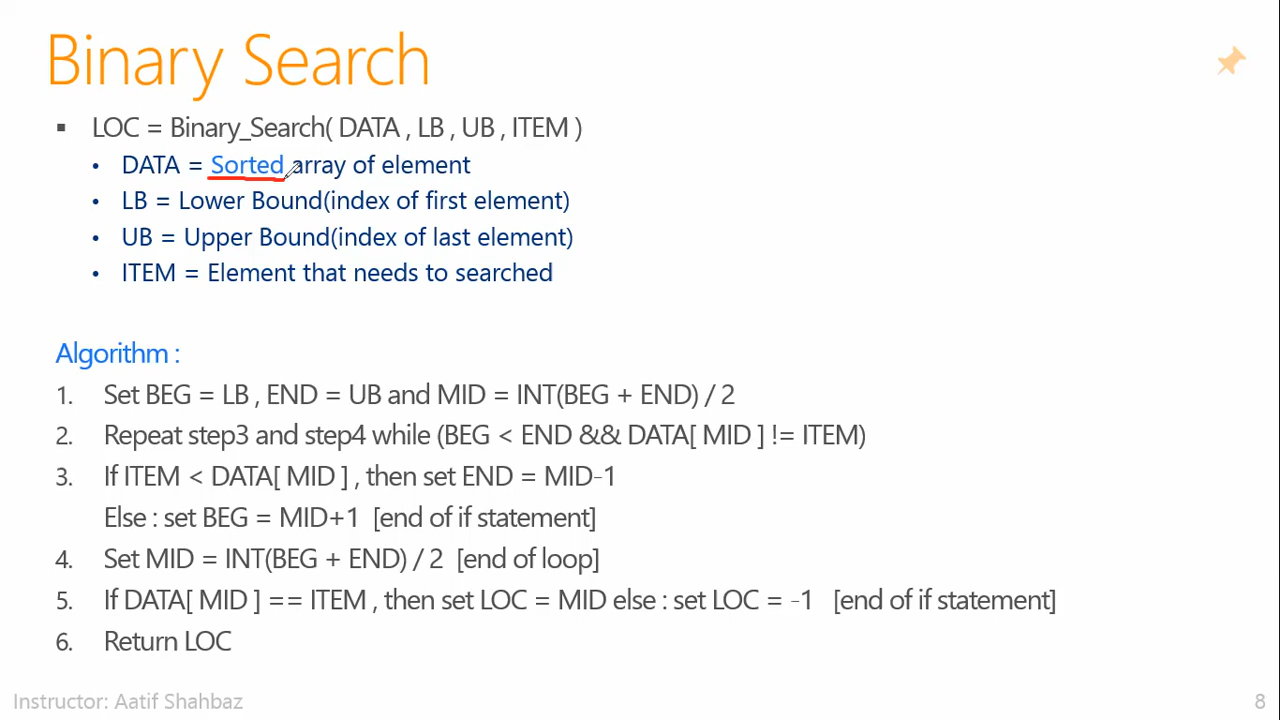 Binary Search
▪ LOC = Binary_Search( DATA , LB , UB , ITEM )
• DATA = Sorted array of element
• LB = Lower Bound(index of first element)
• UB = Upper Bound(index of last element)
• ITEM = Element that needs to searched
Algorithm :
1. Set BEG = LB , END = UB and MID = INT(BEG + END) / 2
2. Repeat step3 and step4 while (BEG < END && DATA[ MID ] != ITEM)
3. If ITEM < DATA[ MID ] , then set END = MID-1
Else : set BEG = MID+1 [end of if statement]
4. Set MID = INT(BEG + END) / 2 [end of loop]
5. If DATA[ MID ] == ITEM , then set LOC = MID else : set LOC = -1 [end of if statement]
6. Return LOC
Instructor: Aatif Shahbaz
8